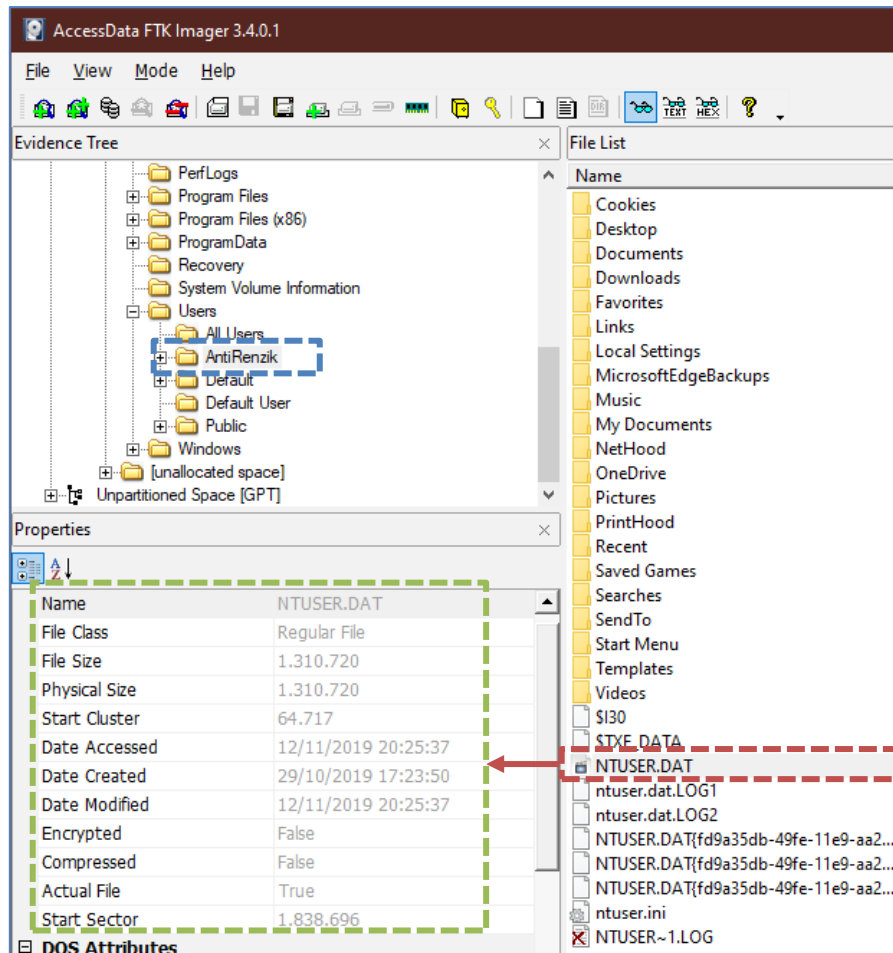 AccessData FTK Imager 3.4.0.1
File View Mode Help
TEXT HEX
Evidence Tree
PerfLogs
Program Files
Program Files (x86)
ProgramData
Recovery
System Volume Information
Users
All Users
AntiRenzik
Default
Default User
Public
Windows
[unallocated space]
Unpartitioned Space [GPT]
Properties
A
Z
Name NTUSER.DAT
File Class Regular File
File Size 1.310.720
Physical Size 1.310.720
Start Cluster 64.717
Date Accessed 12/11/2019 20:25:37
Date Created 29/10/2019 17:23:50
Date Modified 12/11/2019 20:25:37
Encrypted False
Compressed False
Actual File True
Start Sector 1.838.696
DOS Attributes
File List
Name
Cookies
Desktop
Documents
Downloads
Favorites
Links
Local Settings
MicrosoftEdgeBackups
Music
My Documents
NetHood
OneDrive
Pictures
PrintHood
Recent
Saved Games
Searches
SendTo
Start Menu
Templates
Videos
$I30
$TXF_DATA
NTUSER.DAT
ntuser.dat.LOG1
ntuser.dat.LOG2
NTUSER.DAT{fd9a35db-49fe-11e9-aa2...
NTUSER.DAT{fd9a35db-49fe-11e9-aa2...
NTUSER.DAT{fd9a35db-49fe-11e9-aa2...
ntuser.ini
NTUSER~1.LOG